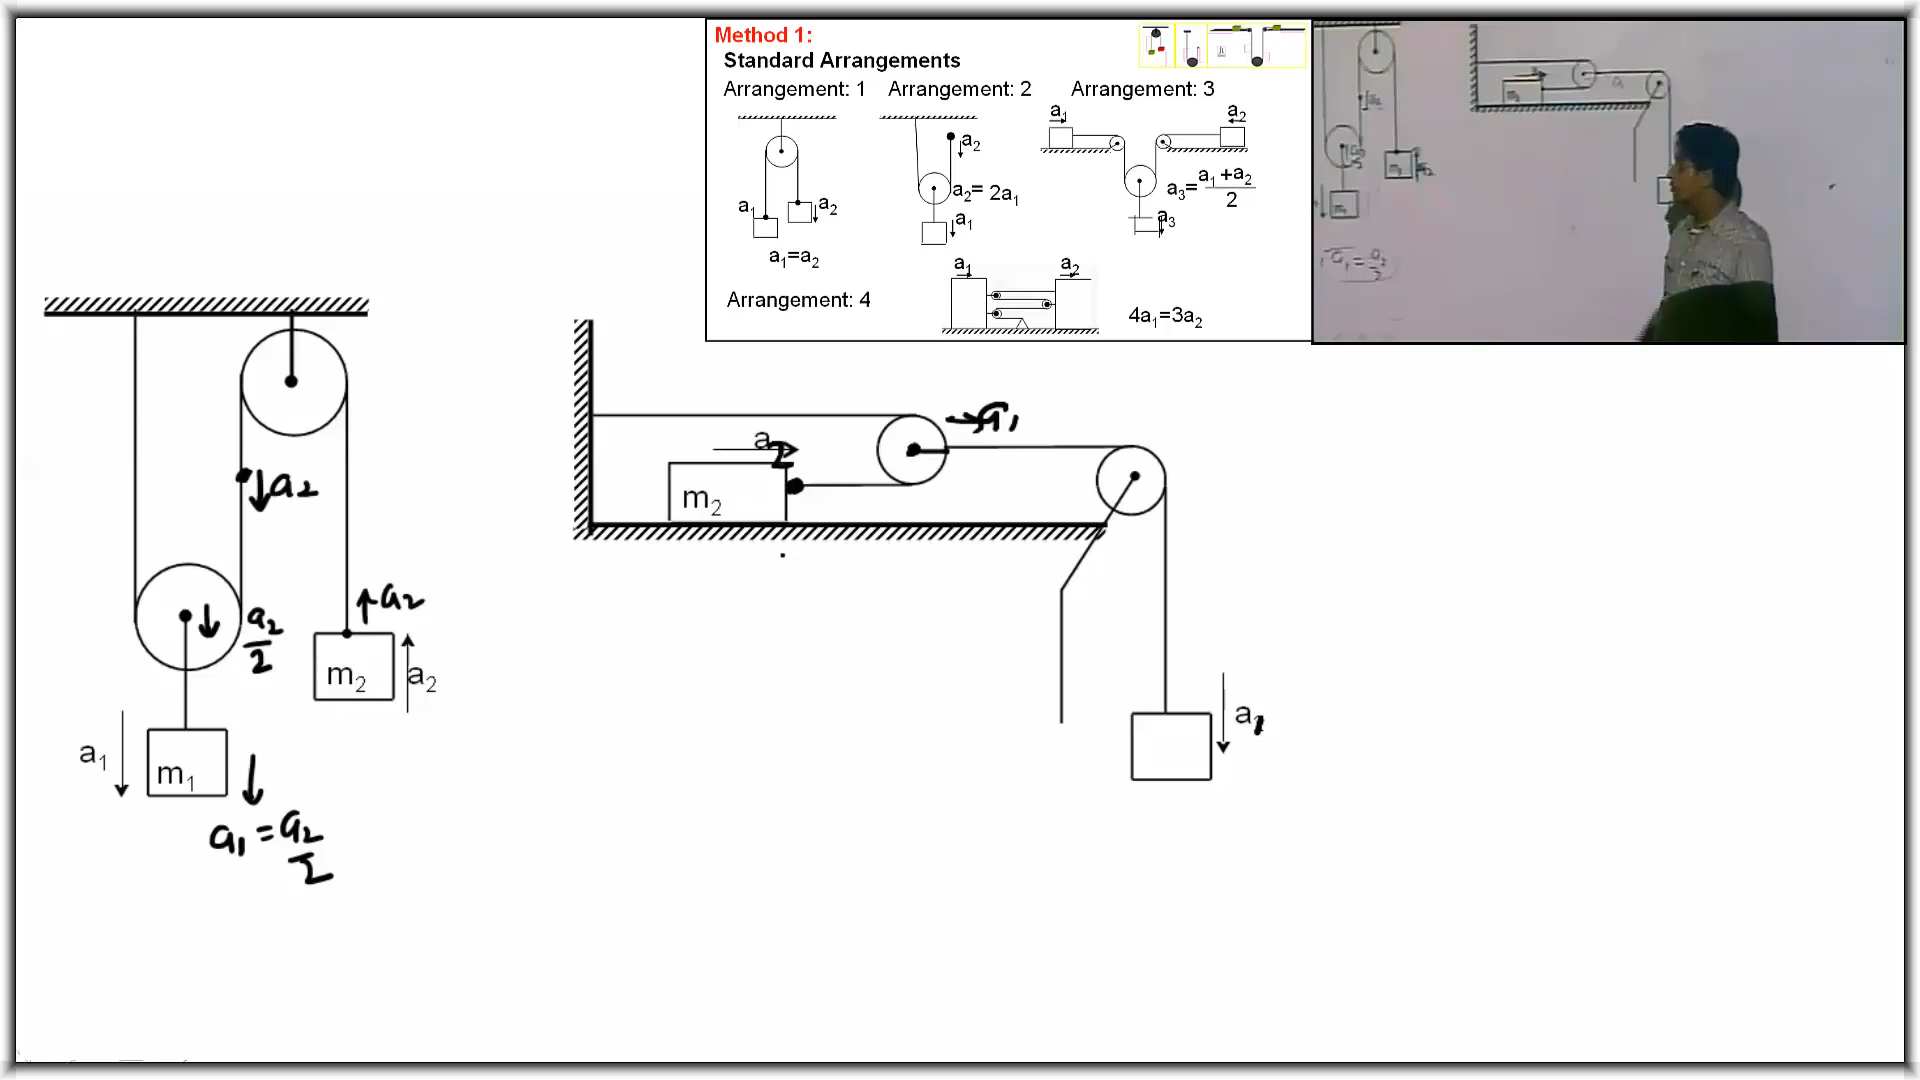 Method 1:
Standard Arrangements
Arrangement: 1 Arrangement: 2 Arrangement: 3
a₁ a₂
a₁=a₂
a₂
a₂= 2a₁
a₁
a₁ a₂
a₃= a₁ +a₂ / 2
a₃
Arrangement: 4
a₁ a₂
4a₁=3a₂
a₂
a₂/2
a₂
m₂ a₂
a₁ m₁
a₁ = a₂/2
a₂
m₂
a₁
a₁